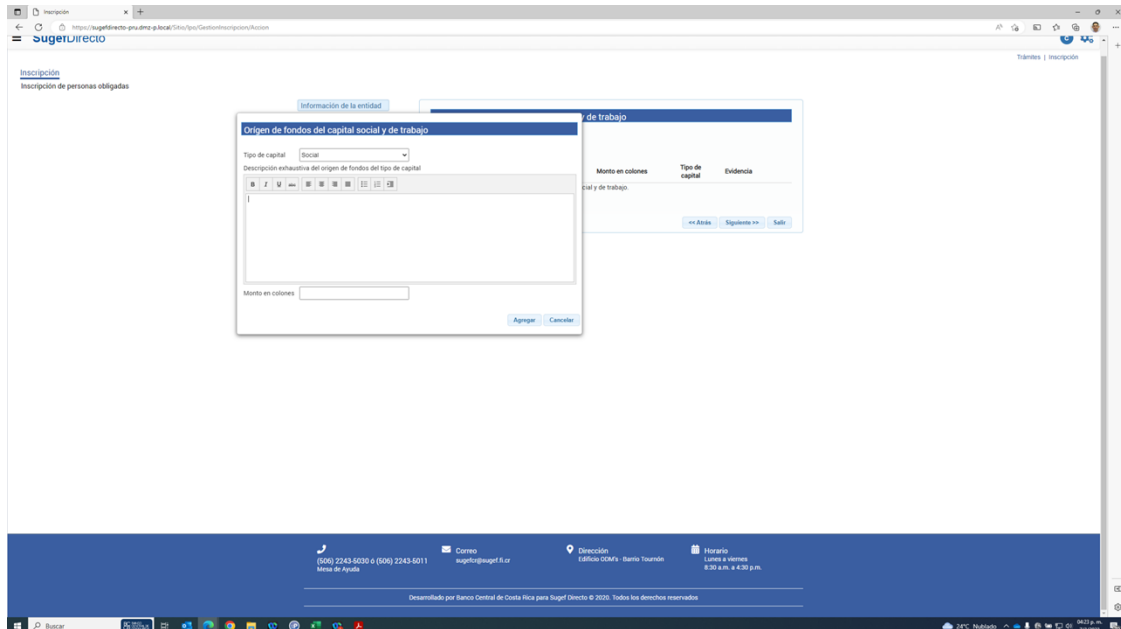 Inscripción
https://sugefdirecto-pru.dmz-p.local/Sitio/Ips/GestionInscripcion/Accion
SugefDirecto
C
Trámites | Inscripción
Inscripción
Inscripción de personas obligadas
Información de la entidad
y de trabajo
Origen de fondos del capital social y de trabajo
Tipo de capital Social
Descripción exhaustiva del origen de fondos del tipo de capital
B I U abc
Monto en colones Tipo de capital Evidencia
cial y de trabajo.
<< Atrás Siguiente >> Salir
Monto en colones
Agregar Cancelar
(506) 2243-5030 ó (506) 2243-5011
Mesa de Ayuda
Correo
sugefcr@sugef.fi.cr
Dirección
Edificio ODM's - Barrio Tournón
Horario
Lunes a viernes
8:30 a.m. a 4:30 p.m.
Desarrollado por Banco Central de Costa Rica para Sugef Directo © 2020. Todos los derechos reservados
Buscar
24°C Nublado
04:23 p. m.